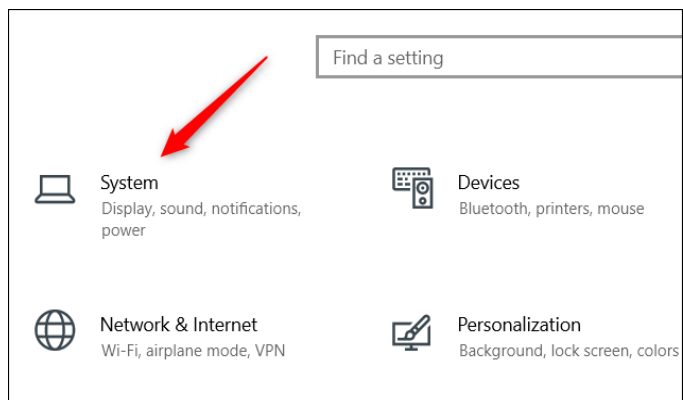 Find a setting
System
Display, sound, notifications,
power
Devices
Bluetooth, printers, mouse
Network & Internet
Wi-Fi, airplane mode, VPN
Personalization
Background, lock screen, colors